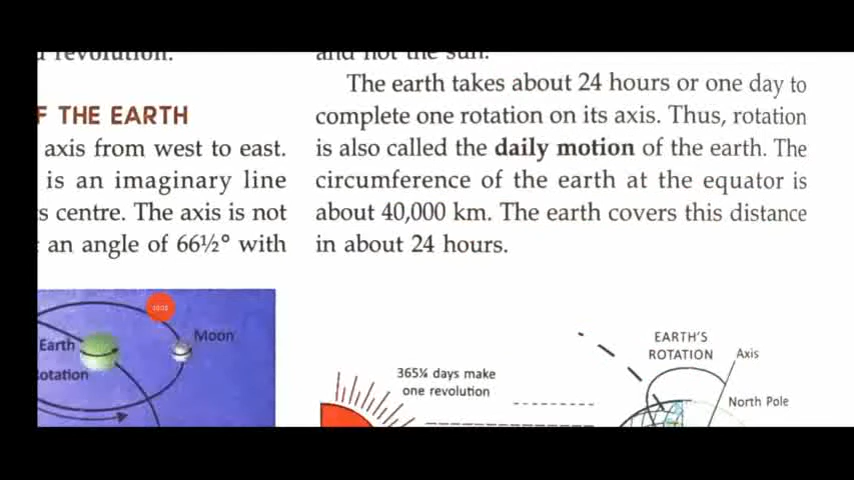 revolution.
F THE EARTH
axis from west to east.
is an imaginary line
s centre. The axis is not
an angle of 66½° with
and not the sun.
The earth takes about 24 hours or one day to
complete one rotation on its axis. Thus, rotation
is also called the daily motion of the earth. The
circumference of the earth at the equator is
about 40,000 km. The earth covers this distance
in about 24 hours.
Earth
otation
Moon
365¼ days make
one revolution
EARTH'S
ROTATION
Axis
North Pole